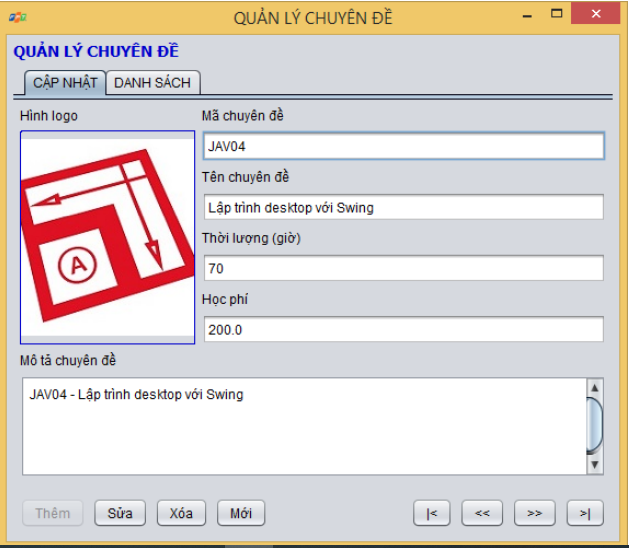 QUẢN LÝ CHUYÊN ĐỀ
QUẢN LÝ CHUYÊN ĐỀ
CẬP NHẬT DANH SÁCH
Hình logo
A
Mã chuyên đề
JAV04
Tên chuyên đề
Lập trình desktop với Swing
Thời lượng (giờ)
70
Học phí
200.0
Mô tả chuyên đề
JAV04 - Lập trình desktop với Swing
Thêm Sửa Xóa Mới |< << >> >|